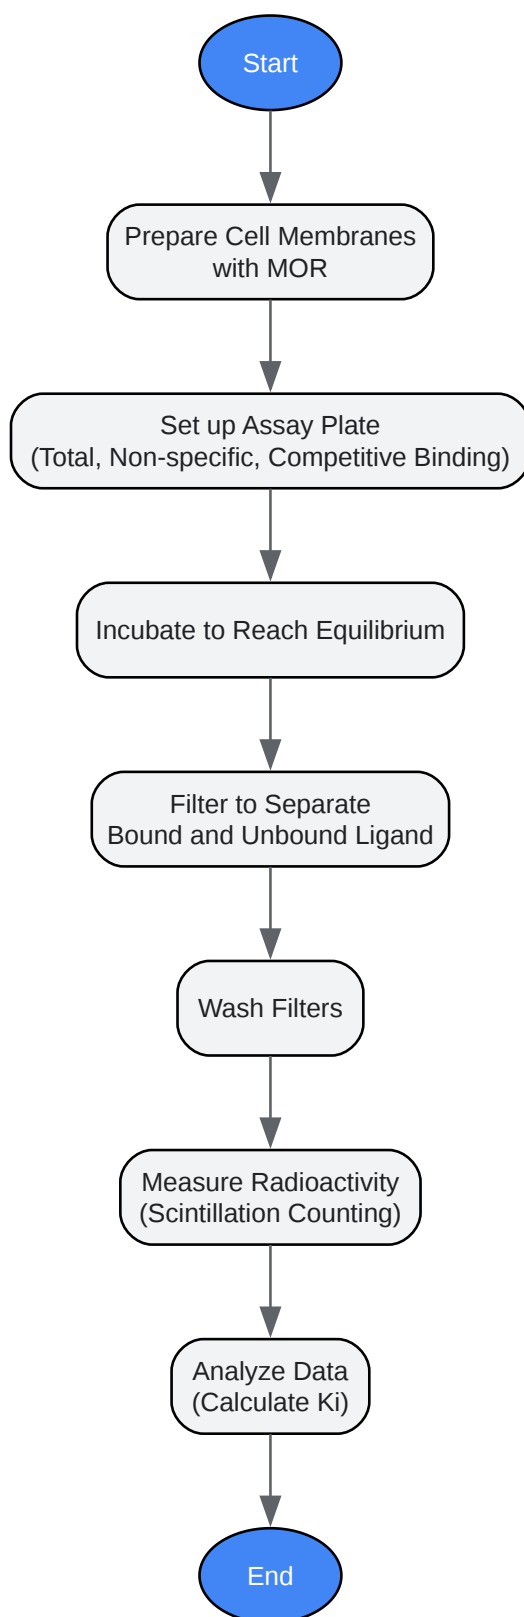 Start
Prepare Cell Membranes
with MOR
Set up Assay Plate
(Total, Non-specific, Competitive Binding)
Incubate to Reach Equilibrium
Filter to Separate
Bound and Unbound Ligand
Wash Filters
Measure Radioactivity
(Scintillation Counting)
Analyze Data
(Calculate Ki)
End